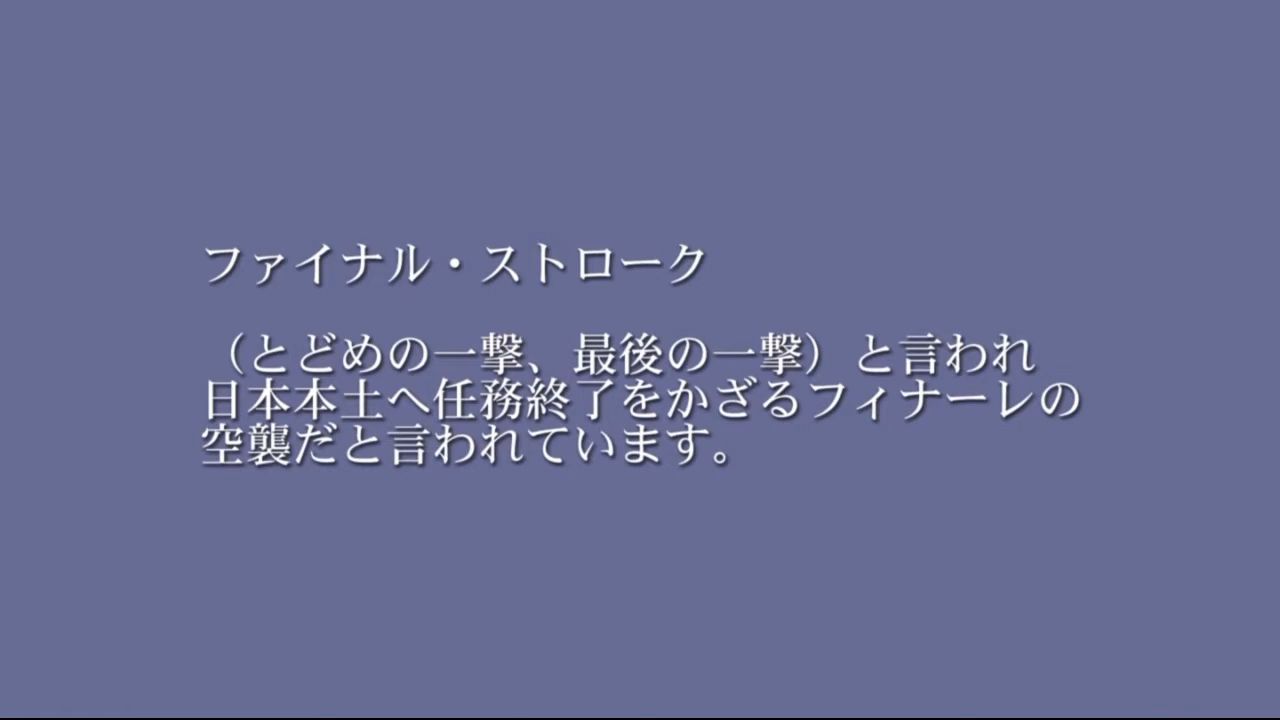 ファイナル・ストローク
（とどめの一撃、最後の一撃）と言われ
日本本土へ任務終了をかざるフィナーレの
空襲だと言われています。